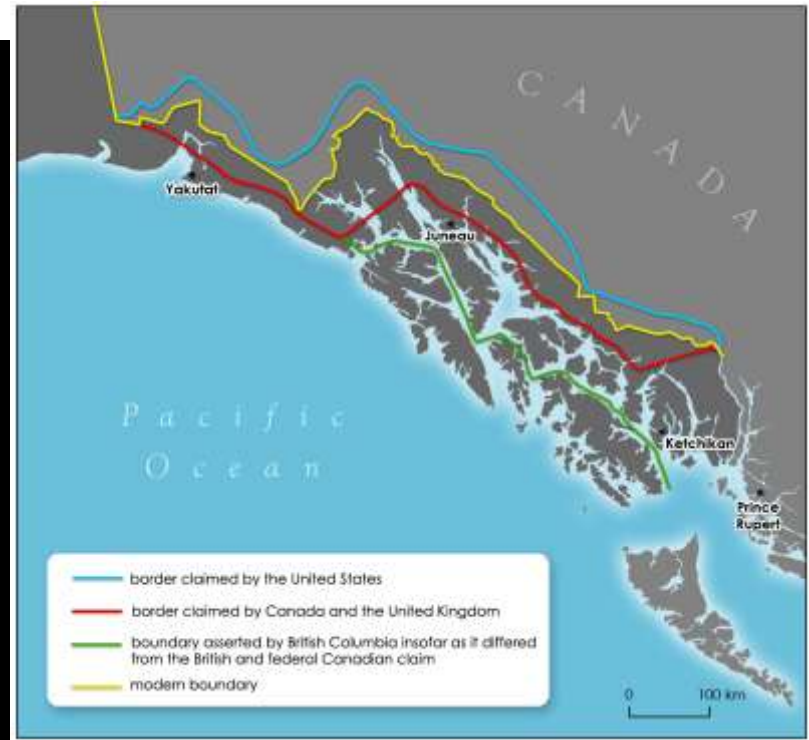 CANADA
Yakutat
Juneau
Pacific
Ocean
Ketchikan
Prince
Rupert
border claimed by the United States
border claimed by Canada and the United Kingdom
boundary asserted by British Columbia insofar as it differed
from the British and federal Canadian claim
modern boundary
0 100 km